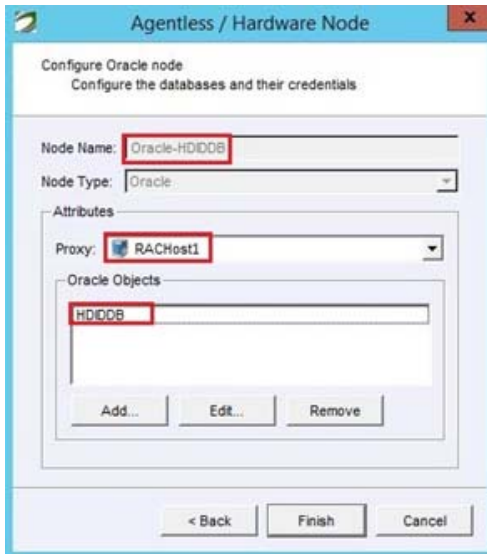 Agentless / Hardware Node
x
Configure Oracle node
Configure the databases and their credentials
Node Name: Oracle-HDIDDB
Node Type: Oracle
Attributes
Proxy: RACHost1
Oracle Objects
HDIDDB
Add... Edit... Remove
< Back Finish Cancel